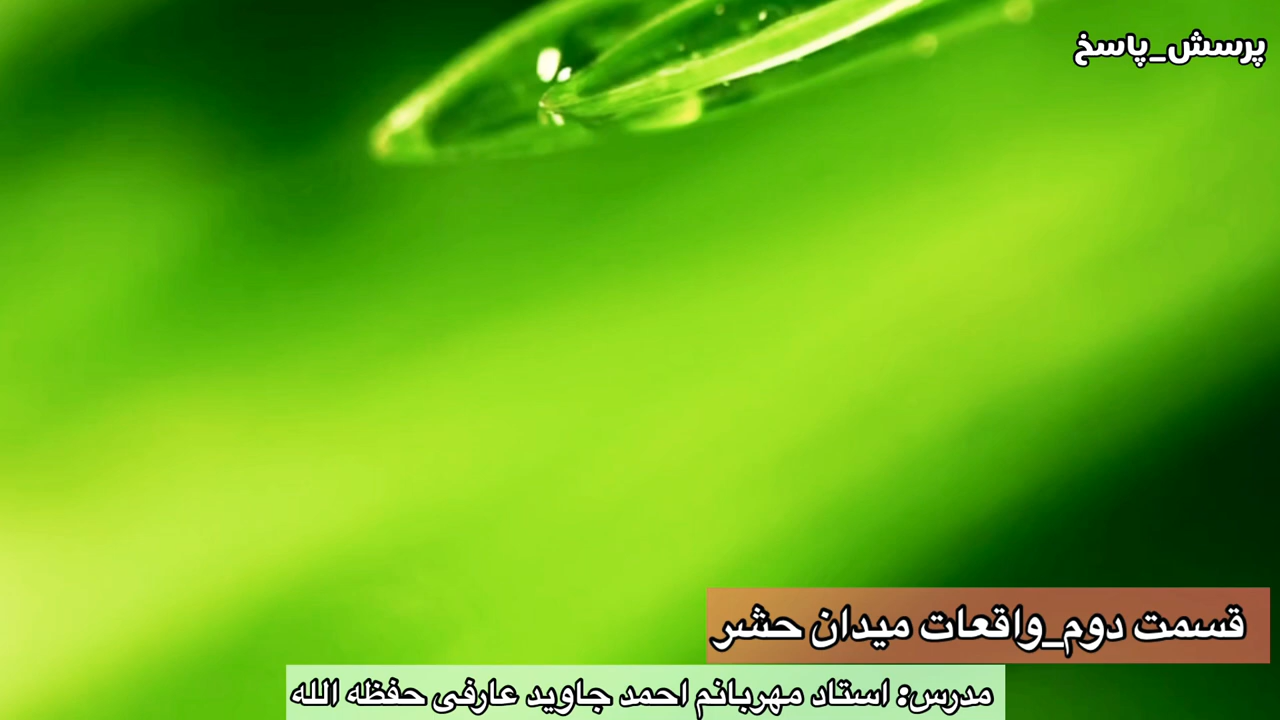 پرسش_پاسخ
قسمت دوم_واقعات میدان حشر
مدرس: استاد مهربانم احمد جاوید عارفی حفظه الله